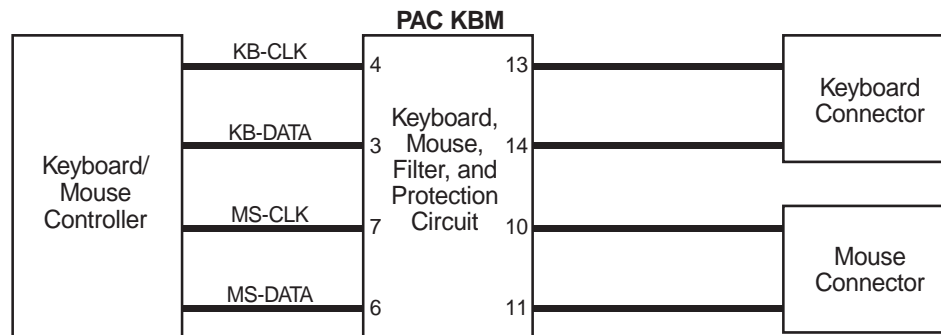 PAC KBM
KB-CLK
4
13
Keyboard
Connector
KB-DATA
3
Keyboard,
Mouse,
Filter, and
Protection
Circuit
14
Keyboard/
Mouse
Controller
MS-CLK
7
10
MS-DATA
6
11
Mouse
Connector